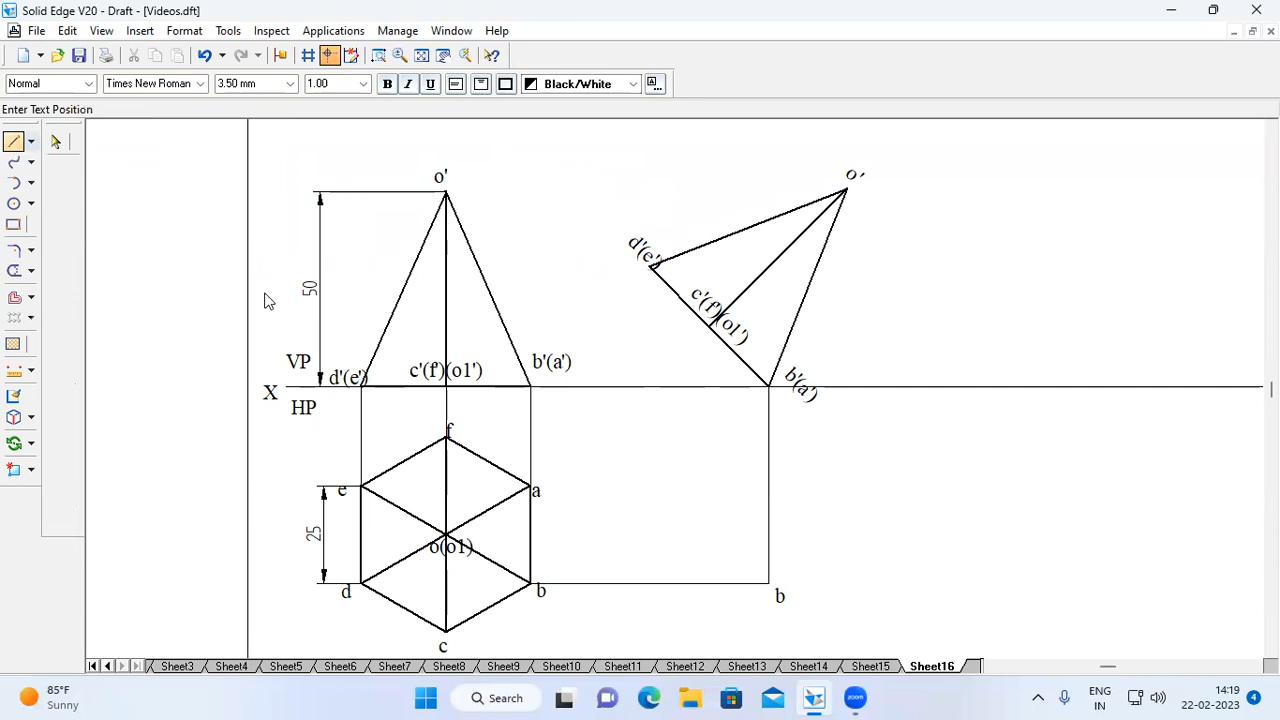 Solid Edge V20 - Draft - [Videos.dft]
File Edit View Insert Format Tools Inspect Applications Manage Window Help
Normal Times New Roman 3.50 mm 1.00 B I U Black/White
Enter Text Position
o' o'
d'(e')
c'(f')(o1')
50
VP d'(e') c'(f')(o1') b'(a') b'(a')
X
HP
f
e a
25
o(o1)
d b b
c
Sheet3 Sheet4 Sheet5 Sheet6 Sheet7 Sheet8 Sheet9 Sheet10 Sheet11 Sheet12 Sheet13 Sheet14 Sheet15 Sheet16
85°F
Sunny
Search
zoom
ENG
IN
14:19
22-02-2023
4